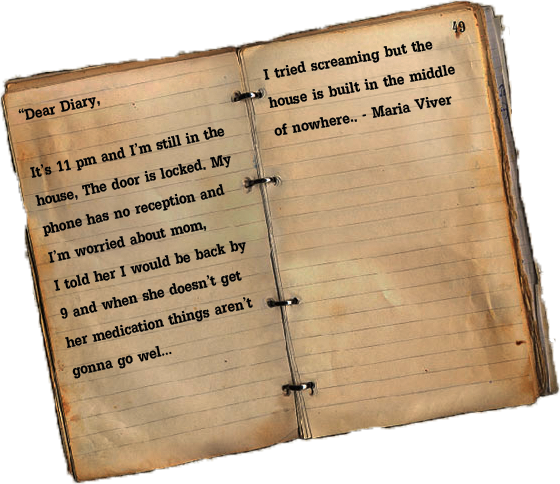 “Dear Diary,
It's 11 pm and I'm still in the
house, The door is locked. My
phone has no reception and
I'm worried about mom,
I told her I would be back by
9 and when she doesn't get
her medication things aren't
gonna go wel...
49
I tried screaming but the
house is built in the middle
of nowhere.. - Maria Viver